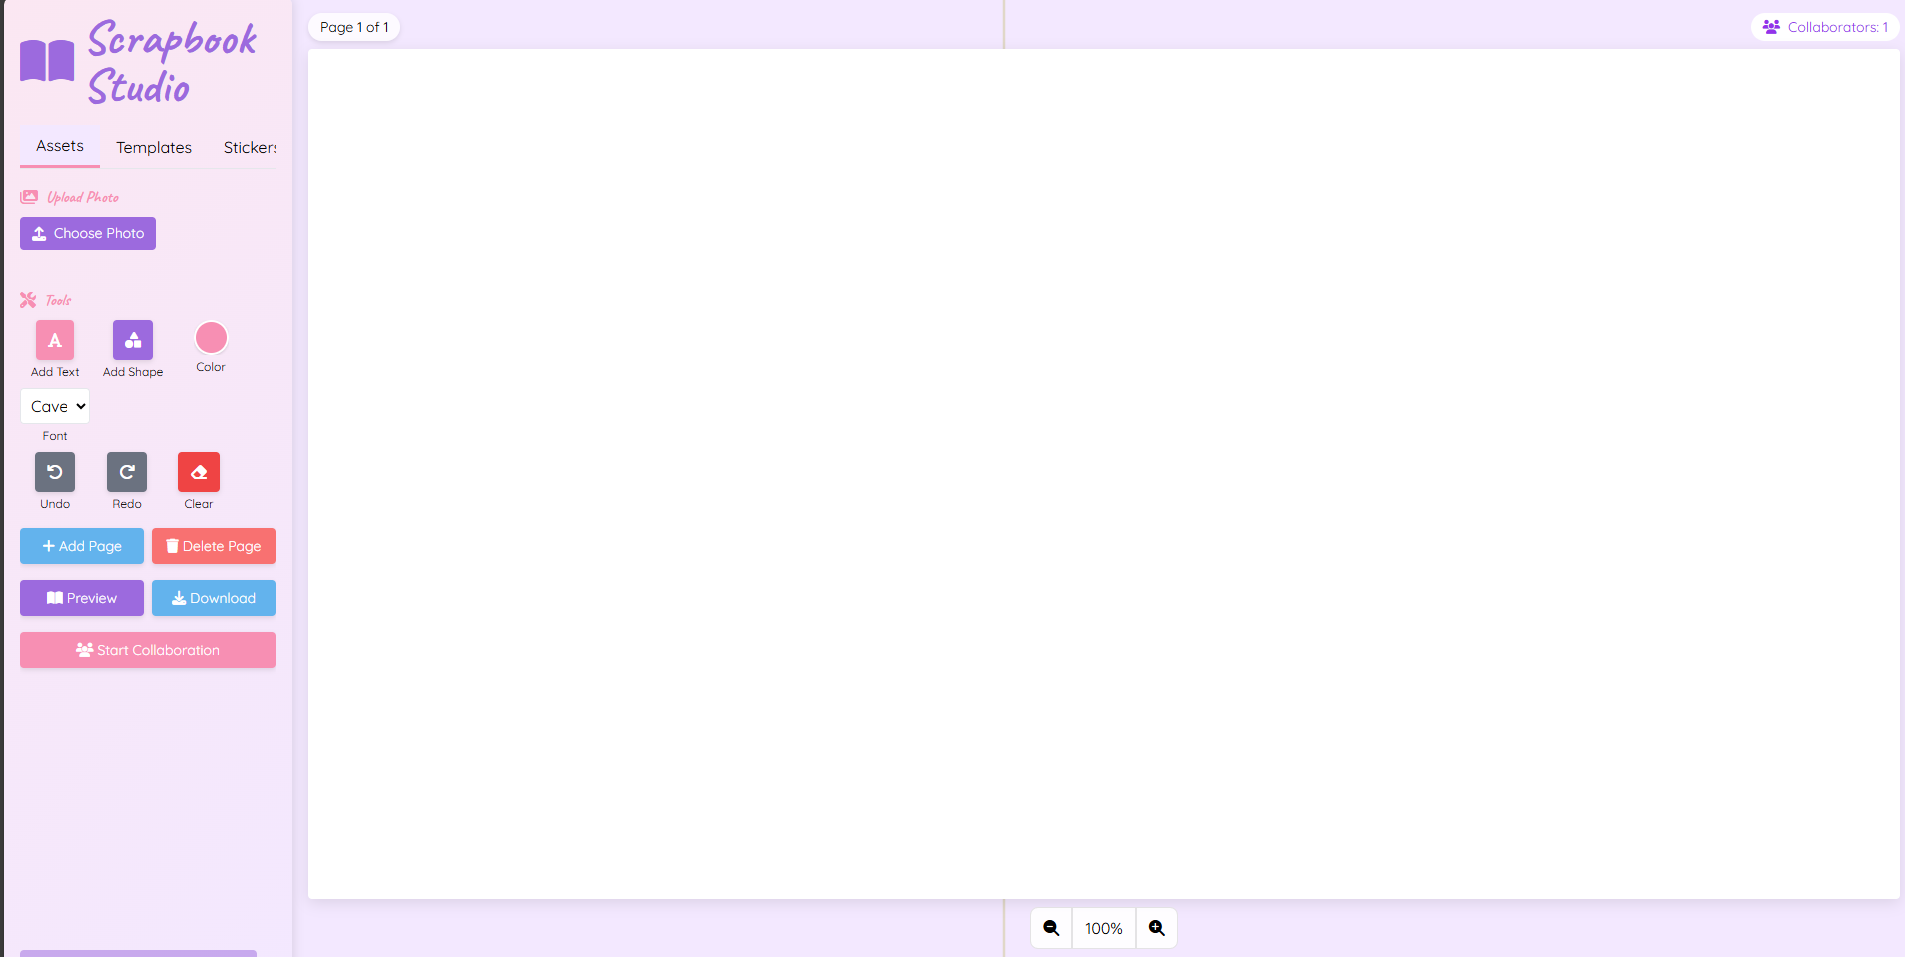 Scrapbook
Studio
Assets Templates Stickers
Upload Photo
Choose Photo
Tools
A
Add Text Add Shape Color
Cave
Font
Undo Redo Clear
Add Page Delete Page
Preview Download
Start Collaboration
Page 1 of 1
Collaborators: 1
100%